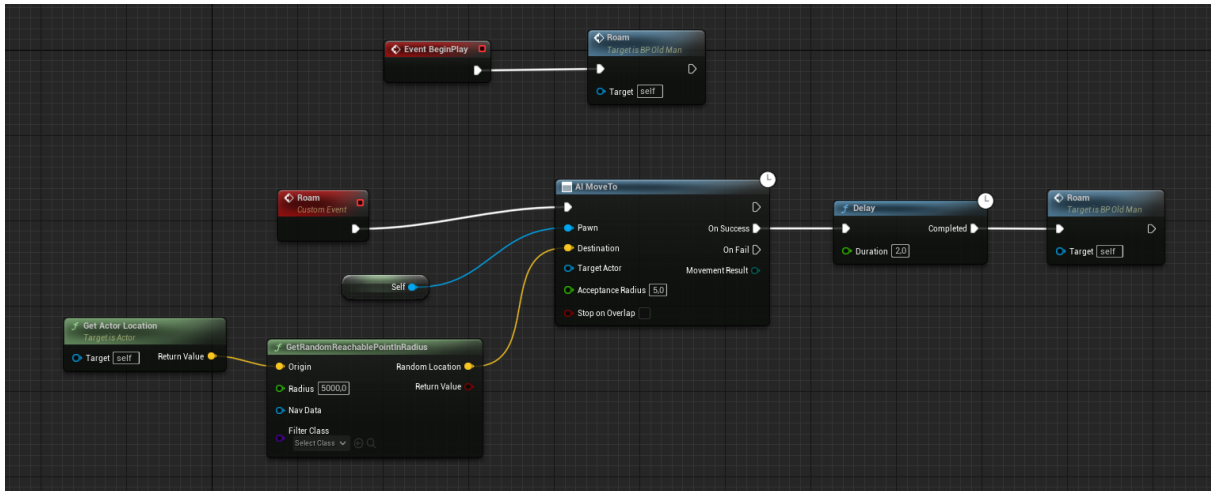 Event BeginPlay
Roam
Target is BP Old Man
Target self
Roam
Custom Event
AI MoveTo
Pawn
On Success
Destination
On Fail
Target Actor
Movement Result
Acceptance Radius 5,0
Stop on Overlap
Delay
Completed
Duration 2,0
Roam
Target is BP Old Man
Target self
Self
f Get Actor Location
Target is Actor
Target self Return Value
f GetRandomReachablePointInRadius
Origin Random Location
Radius 5000,0 Return Value
Nav Data
Filter Class
Select Class